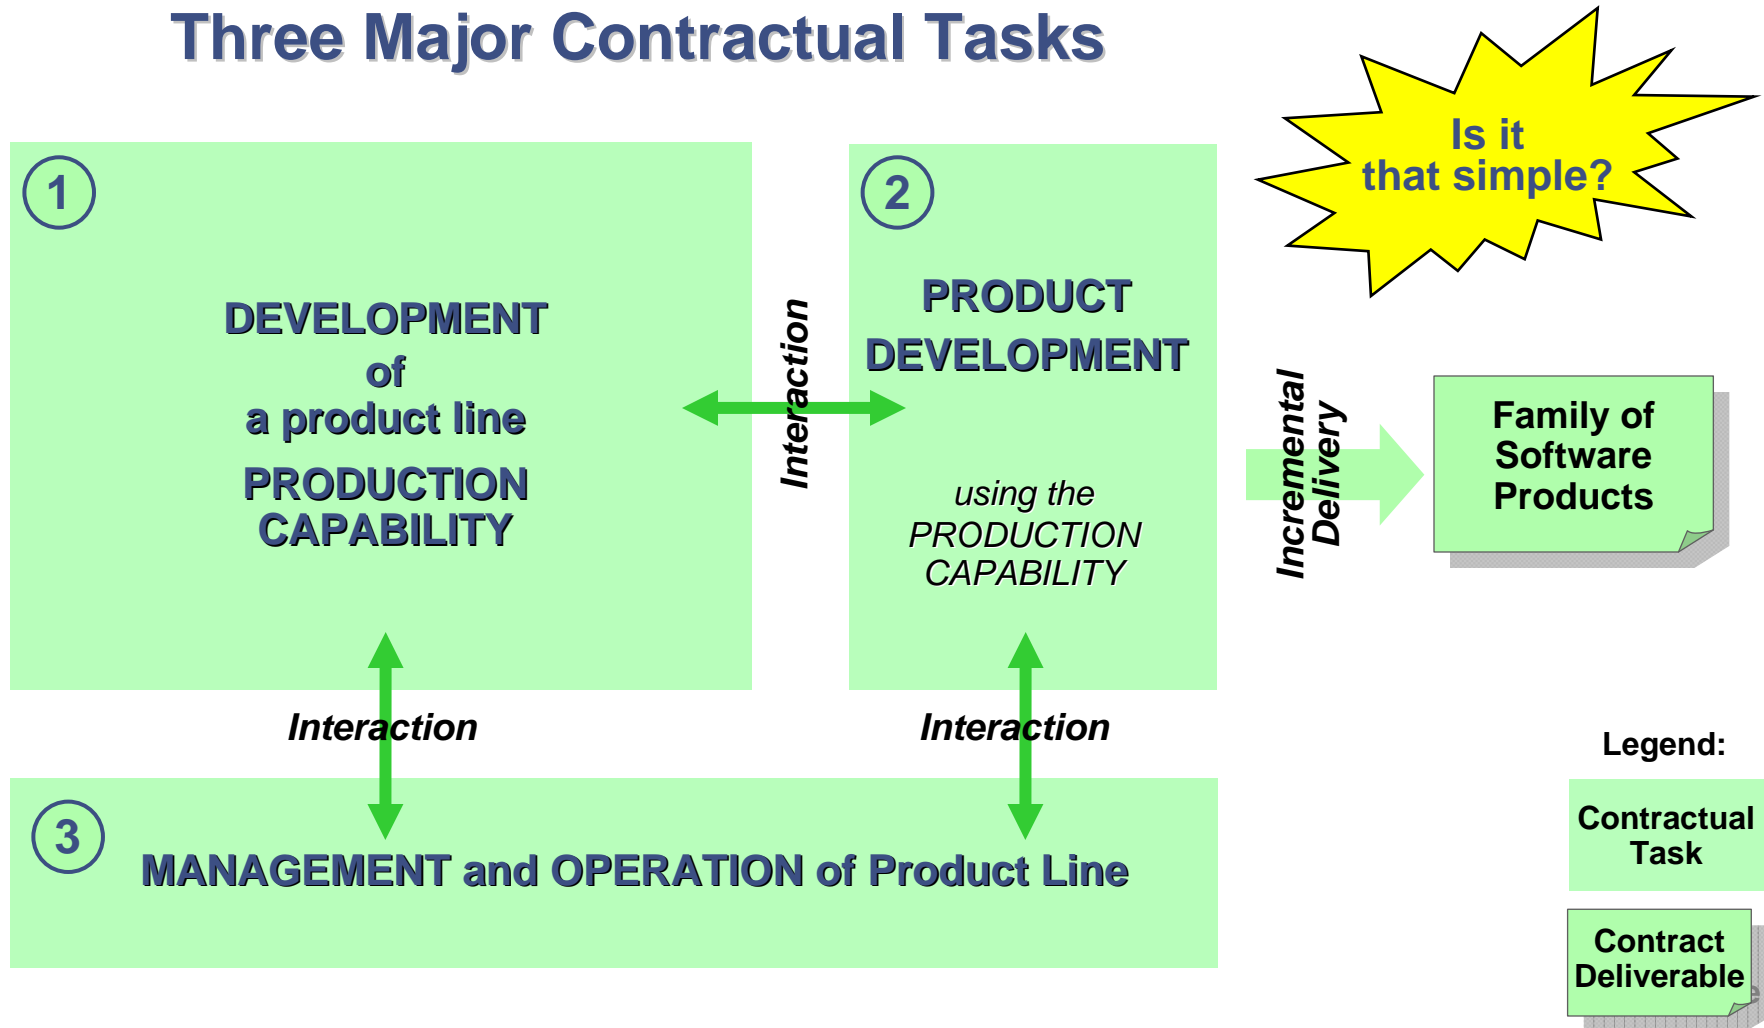 Three Major Contractual Tasks
Is it
that simple?
1
DEVELOPMENT
of
a product line
PRODUCTION
CAPABILITY
Interaction
2
PRODUCT
DEVELOPMENT
using the
PRODUCTION
CAPABILITY
Incremental
Delivery
Family of
Software
Products
Interaction
Interaction
3
MANAGEMENT and OPERATION of Product Line
Legend:
Contractual
Task
Contract
Deliverable